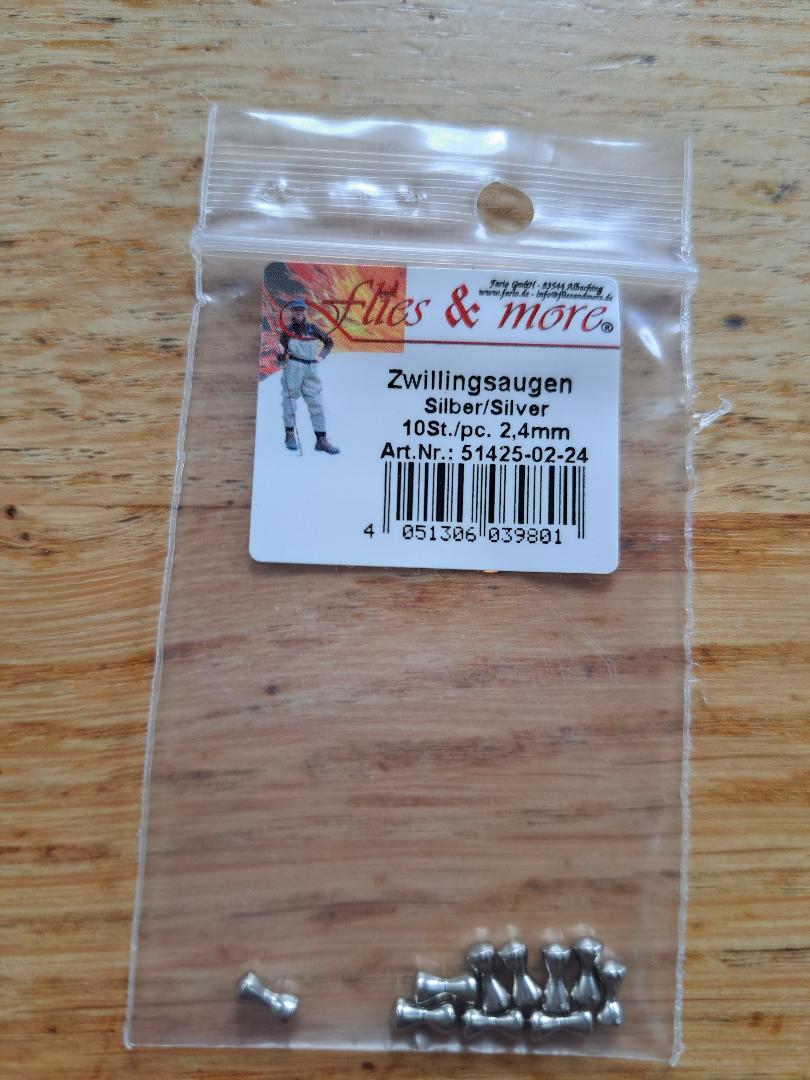 Fario GmbH - 83544 Albaching
www.fario.de - info@fliesandmore.de
flies & more®
Zwillingsaugen
Silber/Silver
10St./pc. 2,4mm
Art.Nr.: 51425-02-24
4 051306 039801